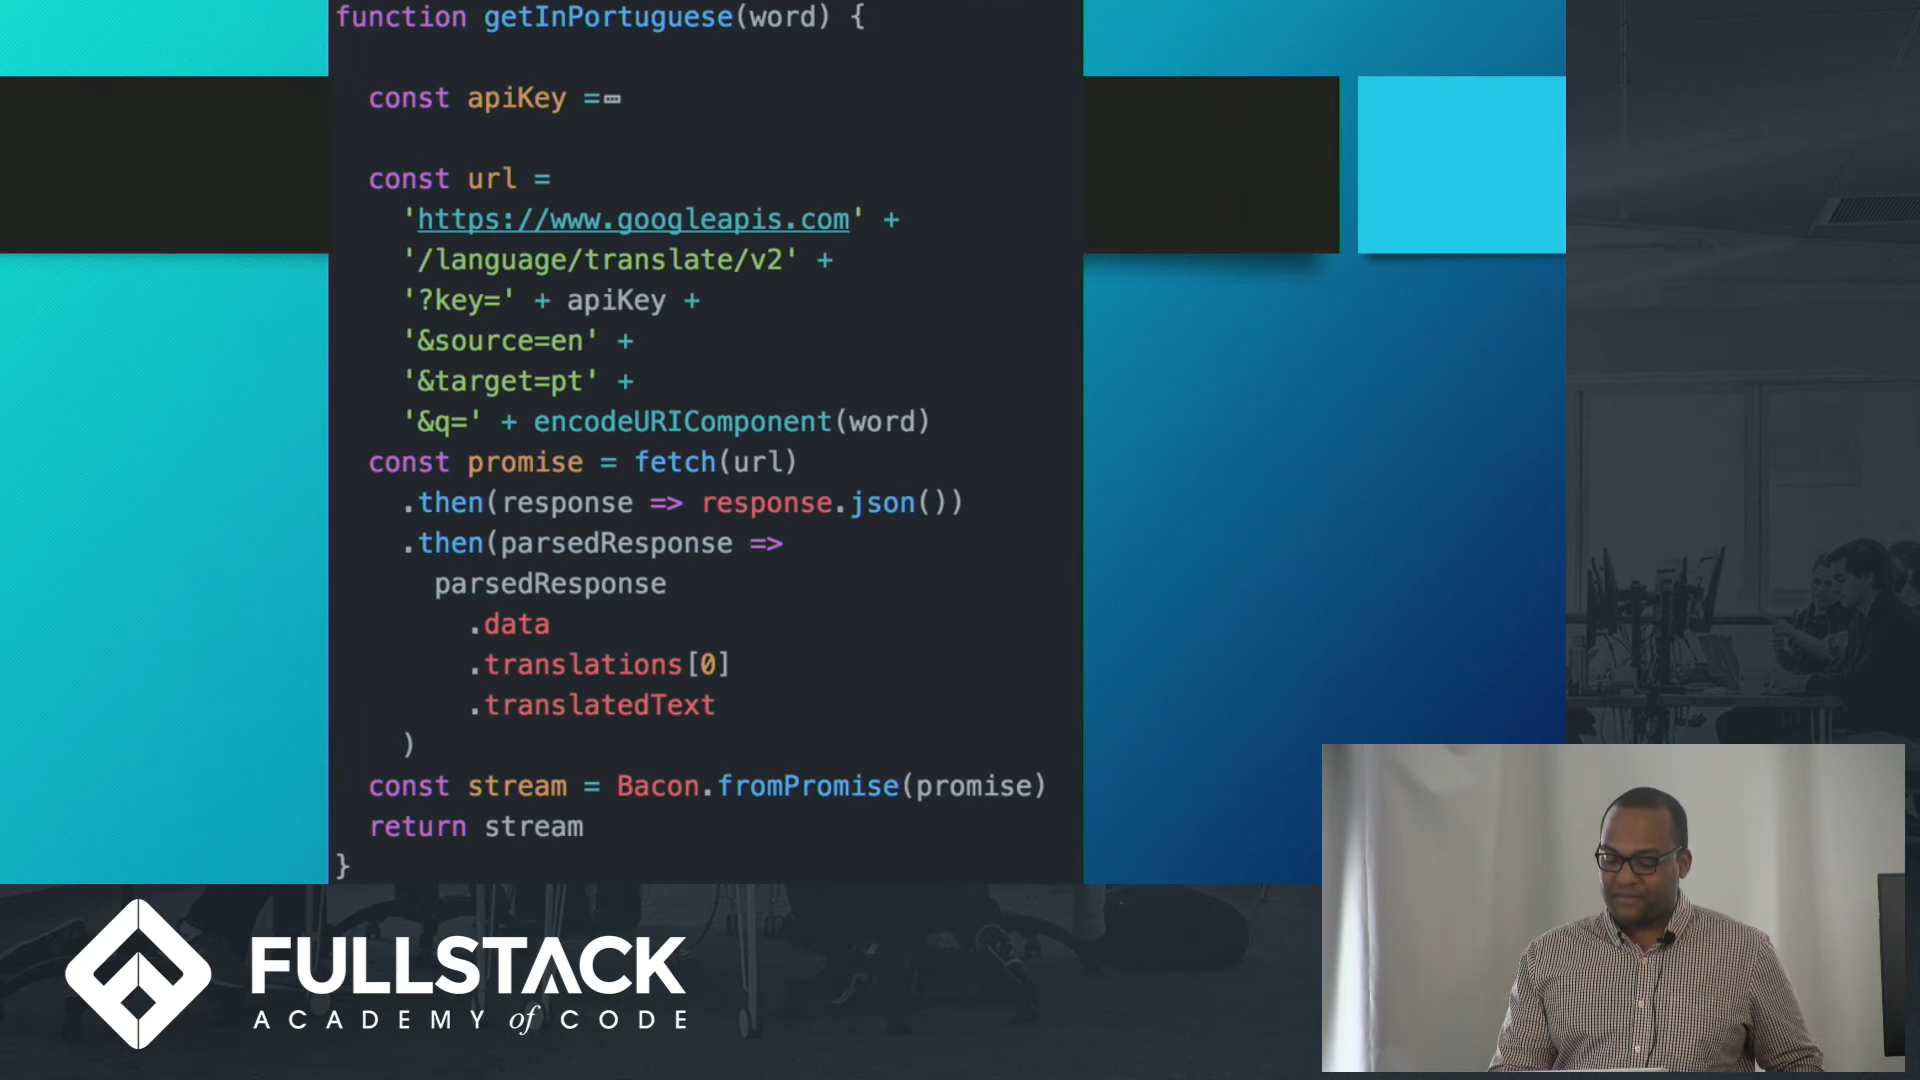 function getInPortuguese(word) {
const apiKey =
const url =
'https://www.googleapis.com' +
'/language/translate/v2' +
'?key=' + apiKey +
'&source=en' +
'&target=pt' +
'&q=' + encodeURIComponent(word)
const promise = fetch(url)
.then(response => response.json())
.then(parsedResponse =>
parsedResponse
.data
.translations[0]
.translatedText
)
const stream = Bacon.fromPromise(promise)
return stream
}
FULLSTACK
ACADEMY of CODE